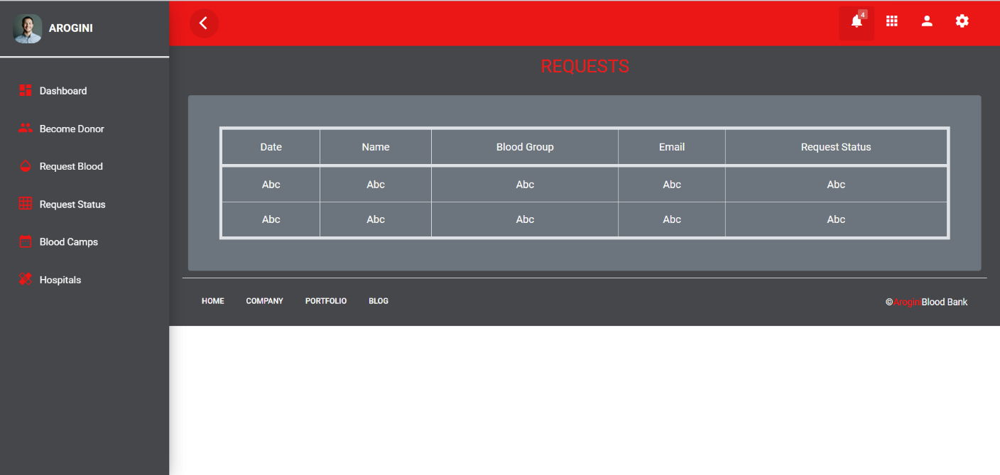 AROGINI
4
Dashboard
Become Donor
Request Blood
Request Status
Blood Camps
Hospitals
REQUESTS
Date Name Blood Group Email Request Status
Abc Abc Abc Abc Abc
Abc Abc Abc Abc Abc
HOME COMPANY PORTFOLIO BLOG
©AroginiBlood Bank